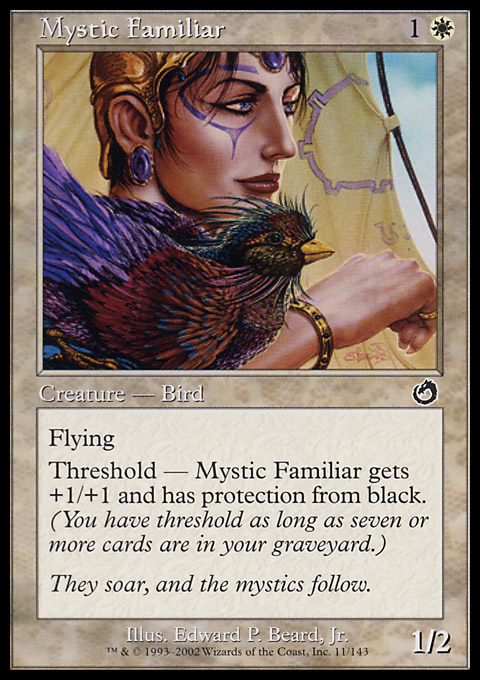 Mystic Familiar 1
Creature — Bird
Flying
Threshold — Mystic Familiar gets
+1/+1 and has protection from black.
(You have threshold as long as seven or
more cards are in your graveyard.)
They soar, and the mystics follow.
Illus. Edward P. Beard, Jr.
1/2
™ & © 1993–2002 Wizards of the Coast, Inc. 11/143